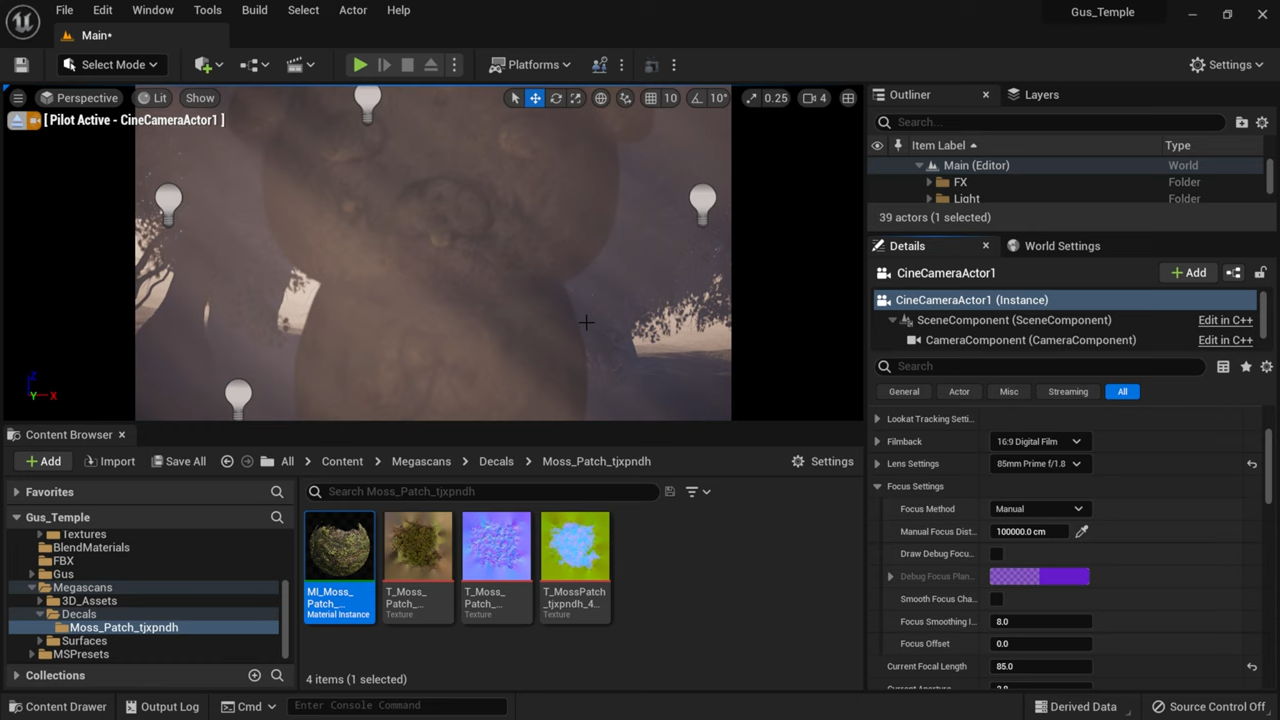 File Edit Window Tools Build Select Actor Help
Gus_Temple
Main*
Select Mode
Platforms
Settings
Perspective Lit Show
10 10° 0.25 4
[ Pilot Active - CineCameraActor1 ]
Z
Y X
Outliner Layers
Search...
Item Label Type
Main (Editor) World
FX Folder
Light Folder
39 actors (1 selected)
Details World Settings
CineCameraActor1 + Add
CineCameraActor1 (Instance)
SceneComponent (SceneComponent) Edit in C++
CameraComponent (CameraComponent) Edit in C++
Search
General Actor Misc Streaming All
Lookat Tracking Setti...
Filmback 16:9 Digital Film
Lens Settings 85mm Prime f/1.8
Focus Settings
Focus Method Manual
Manual Focus Dist... 100000.0 cm
Draw Debug Focu...
Debug Focus Plan...
Smooth Focus Cha...
Focus Smoothing I... 8.0
Focus Offset 0.0
Current Focal Length 85.0
Content Browser
+ Add Import Save All All Content Megascans Decals Moss_Patch_tjxpndh Settings
Favorites
Gus_Temple
Textures
BlendMaterials
FBX
Gus
Megascans
3D_Assets
Decals
Moss_Patch_tjxpndh
Surfaces
MSPresets
Collections
Search Moss_Patch_tjxpndh
MI_Moss_
Patch_...
Material Instance
T_Moss_
Patch_...
Texture
T_Moss_
Patch_...
Texture
T_MossPatch
_tjxpndh_4...
Texture
4 items (1 selected)
Content Drawer Output Log Cmd Enter Console Command Derived Data Source Control Off